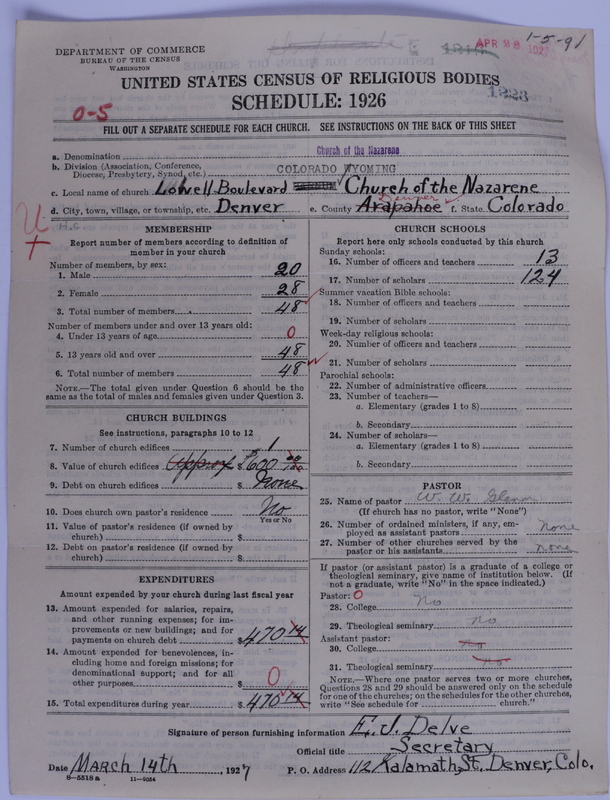 DEPARTMENT OF COMMERCE
BUREAU OF THE CENSUS
WASHINGTON
APR 28 1927
1-5-91
UNITED STATES CENSUS OF RELIGIOUS BODIES
SCHEDULE: 1926
0-5
FILL OUT A SEPARATE SCHEDULE FOR EACH CHURCH. SEE INSTRUCTIONS ON THE BACK OF THIS SHEET
a. Denomination Church of the Nazarene
b. Division (Association, Conference, Diocese, Presbytery, Synod, etc.) COLORADO WYOMING
c. Local name of church Lowell Boulevard Church of the Nazarene
d. City, town, village, or township, etc. Denver e. County Arapahoe Denver f. State Colorado
MEMBERSHIP
Report number of members according to definition of
member in your church
Number of members, by sex:
1. Male 20
2. Female 28
3. Total number of members 48
Number of members under and over 13 years old:
4. Under 13 years of age 0
5. 13 years old and over 48
6. Total number of members 48
NOTE.—The total given under Question 6 should be the
same as the total of males and females given under Question 3.
CHURCH BUILDINGS
See instructions, paragraphs 10 to 12
7. Number of church edifices 1
8. Value of church edifices Approx $600
9. Debt on church edifices $ None
10. Does church own pastor's residence No
Yes or No
11. Value of pastor's residence (if owned by
church) $
12. Debt on pastor's residence (if owned by
church) $
EXPENDITURES
Amount expended by your church during last fiscal year
13. Amount expended for salaries, repairs,
and other running expenses; for im-
provements or new buildings; and for
payments on church debt $470 14
14. Amount expended for benevolences, in-
cluding home and foreign missions; for
denominational support; and for all
other purposes $ 0
15. Total expenditures during year $470 14
CHURCH SCHOOLS
Report here only schools conducted by this church
Sunday schools:
16. Number of officers and teachers 13
17. Number of scholars 124
Summer vacation Bible schools:
18. Number of officers and teachers
19. Number of scholars
Week-day religious schools:
20. Number of officers and teachers
21. Number of scholars
Parochial schools:
22. Number of administrative officers
23. Number of teachers—
a. Elementary (grades 1 to 8)
b. Secondary
24. Number of scholars—
a. Elementary (grades 1 to 8)
b. Secondary
PASTOR
25. Name of pastor W. W.
(If church has no pastor, write "None")
26. Number of ordained ministers, if any, em-
ployed as assistant pastors None
27. Number of other churches served by the
pastor or his assistants None
If pastor (or assistant pastor) is a graduate of a college or
theological seminary, give name of institution below. (If
not a graduate, write "No" in the space indicated.)
Pastor: 0
28. College No
29. Theological seminary No
Assistant pastor:
30. College No
31. Theological seminary No
NOTE.—Where one pastor serves two or more churches,
Questions 28 and 29 should be answered only on the schedule
for one of the churches; on the schedules for the other churches,
write "See schedule for church."
Signature of person furnishing information E. J. Delve
Official title Secretary
Date March 14th, 1927 P. O. Address 112 Kalamath St. Denver, Colo.
8-5518 a 11-9054